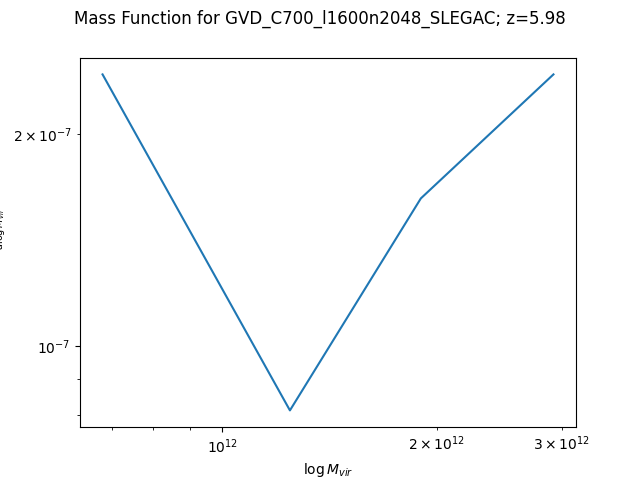 Mass Function for GVD_C700_l1600n2048_SLEGAC; z=5.98
2 × 10⁻⁷
10⁻⁷
10¹²
2 × 10¹²
3 × 10¹²
log M_vir